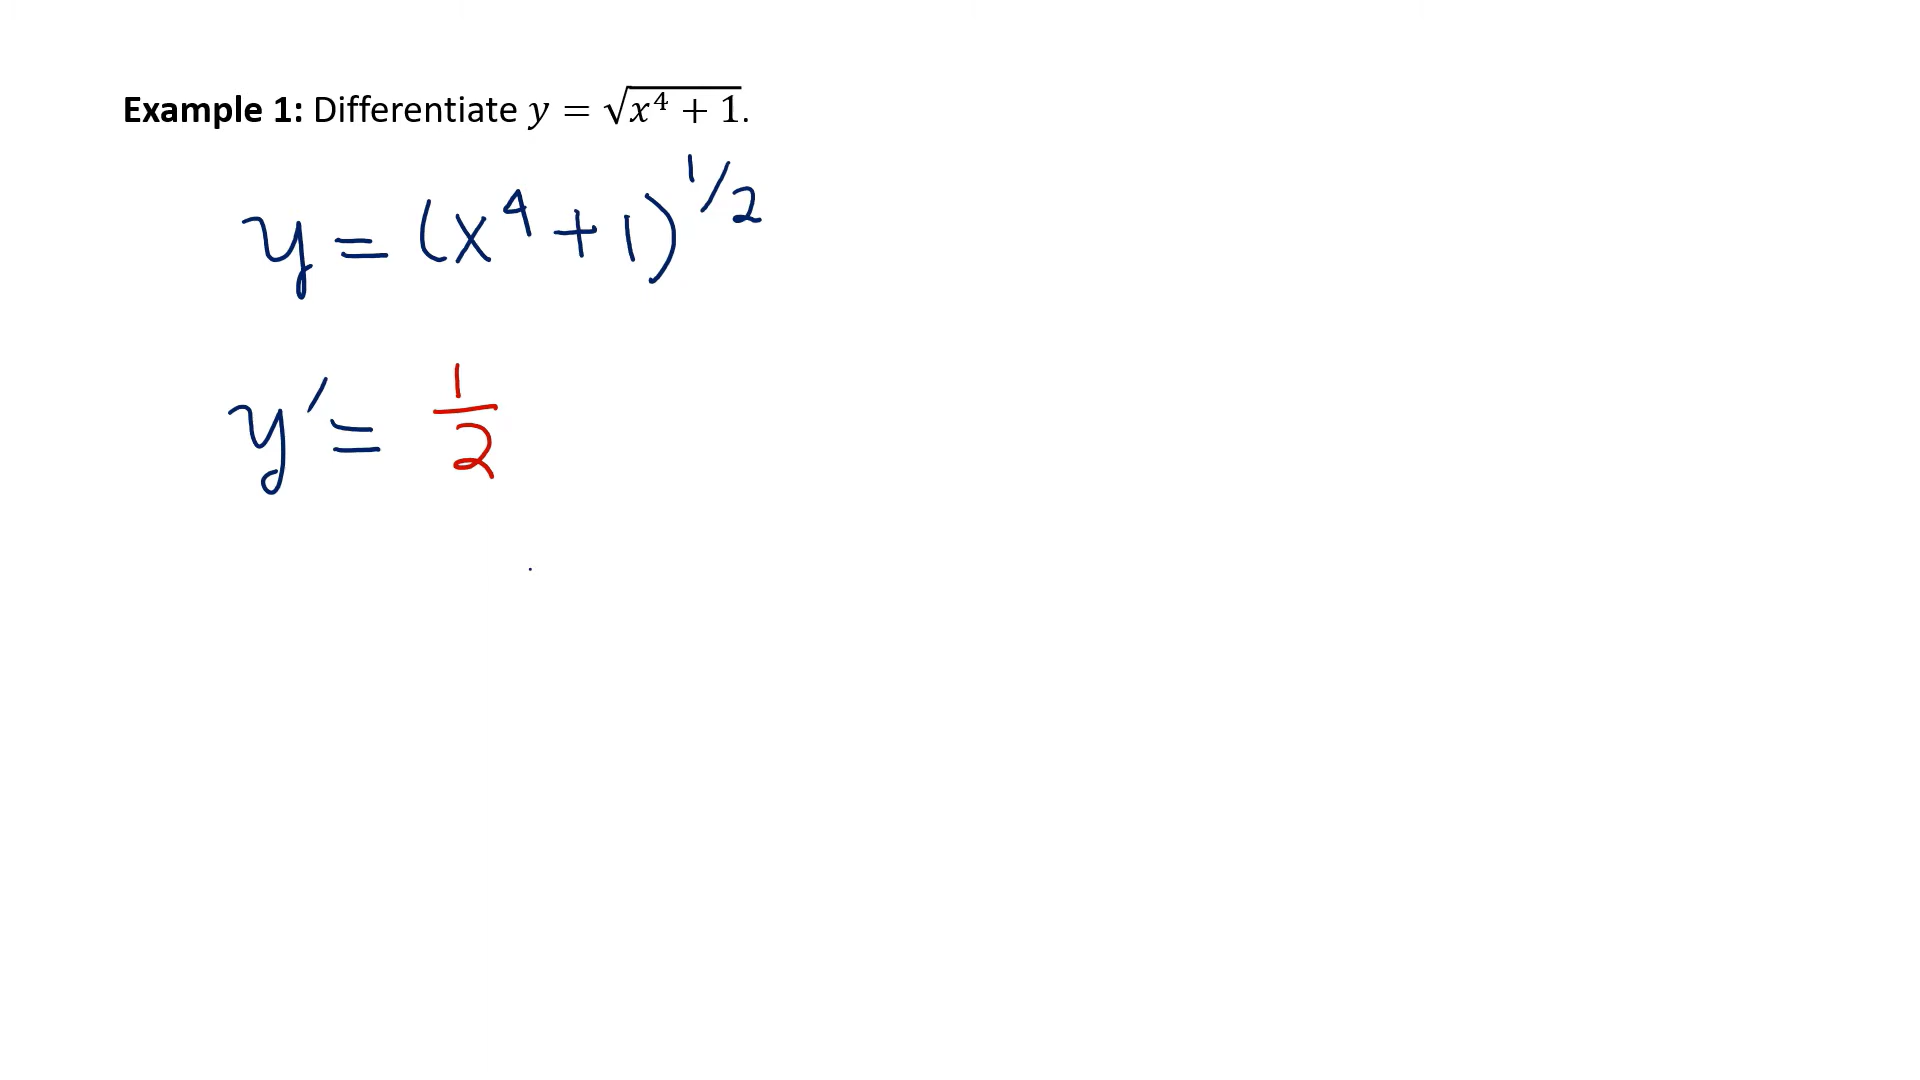 Example 1: Differentiate y = √(x⁴ + 1).
y = (x⁴ + 1)^1/2
y′ = 1/2